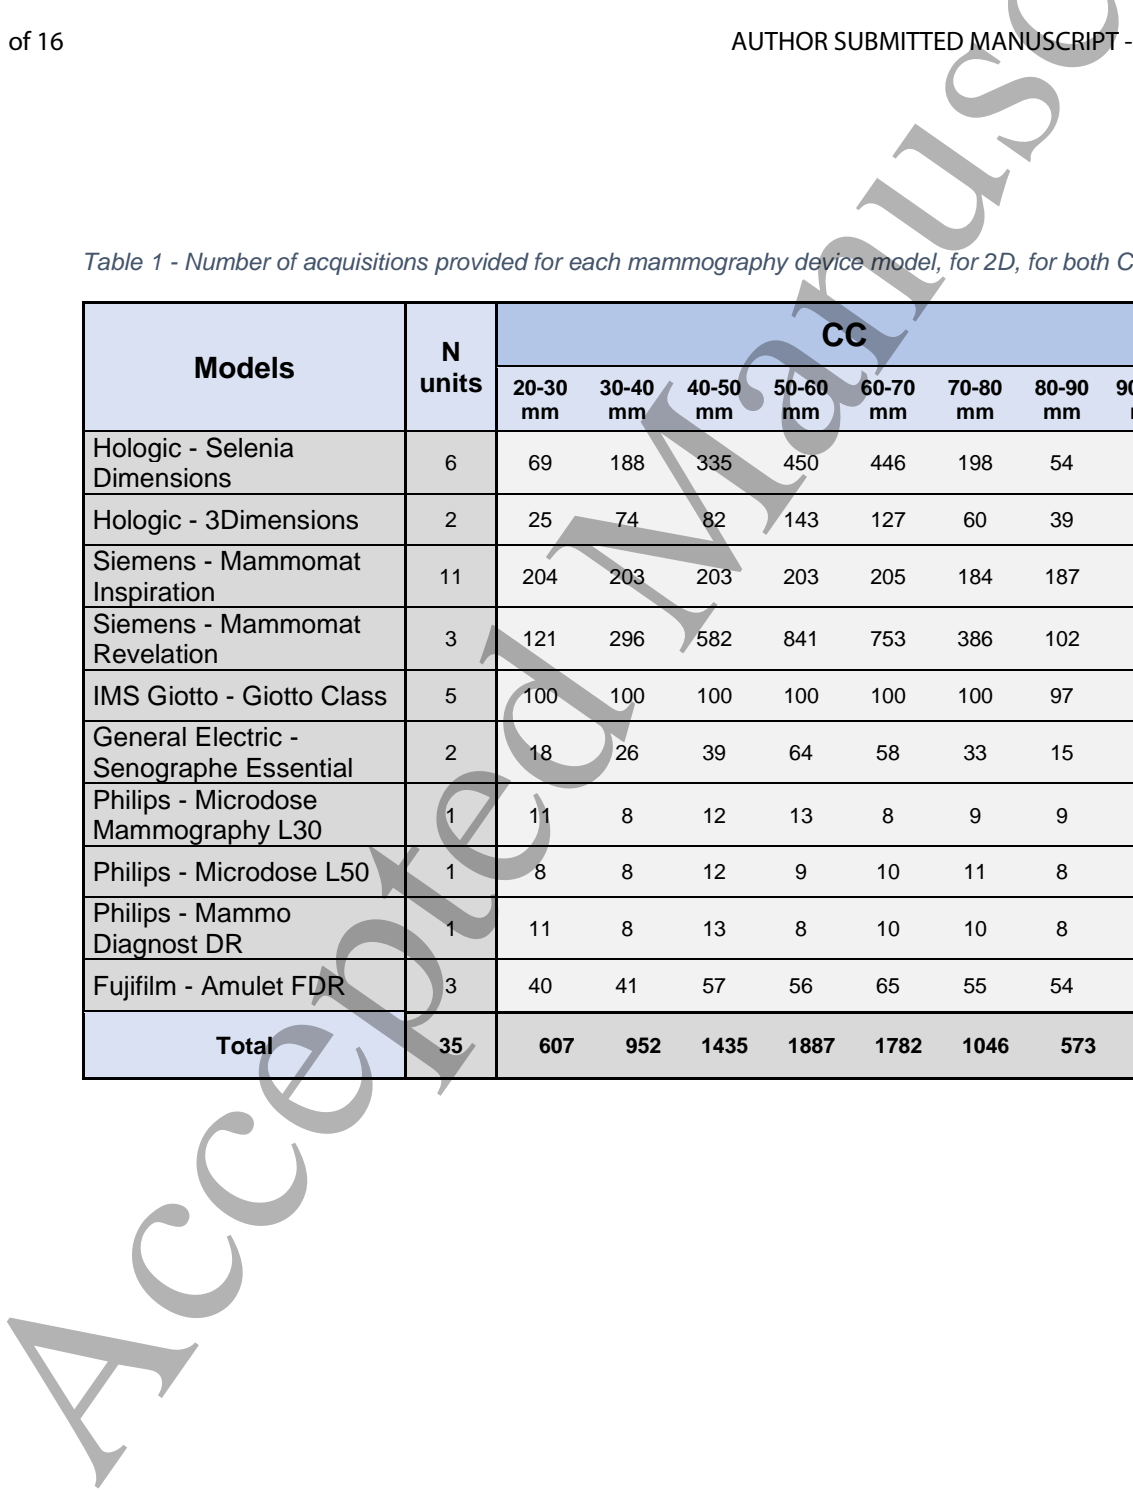 of 16
AUTHOR SUBMITTED MANUSCRIPT -
Table 1 - Number of acquisitions provided for each mammography device model, for 2D, for both C
Models N units CC
20-30 mm 30-40 mm 40-50 mm 50-60 mm 60-70 mm 70-80 mm 80-90 mm
Hologic - Selenia
Dimensions 6 69 188 335 450 446 198 54
Hologic - 3Dimensions 2 25 74 82 143 127 60 39
Siemens - Mammomat
Inspiration 11 204 203 203 203 205 184 187
Siemens - Mammomat
Revelation 3 121 296 582 841 753 386 102
IMS Giotto - Giotto Class 5 100 100 100 100 100 100 97
General Electric -
Senographe Essential 2 18 26 39 64 58 33 15
Philips - Microdose
Mammography L30 1 11 8 12 13 8 9 9
Philips - Microdose L50 1 8 8 12 9 10 11 8
Philips - Mammo
Diagnost DR 1 11 8 13 8 10 10 8
Fujifilm - Amulet FDR 3 40 41 57 56 65 55 54
Total 35 607 952 1435 1887 1782 1046 573
Accepted Manusc